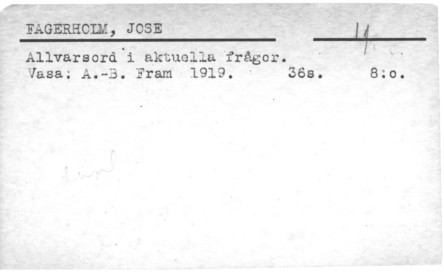 FAGERHOLM, JOSE
Allvarsord i aktuella frågor.
Vasa; A.-B. Fram 1919. 36s. 8;o.